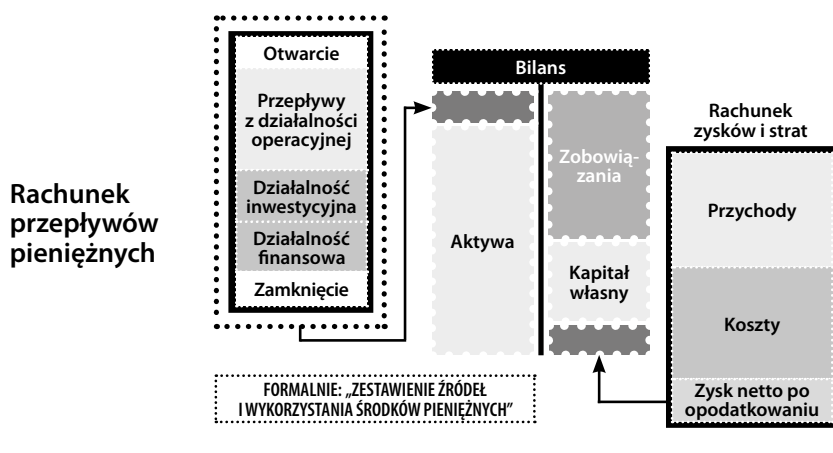 Rachunek
przepływów
pieniężnych
Otwarcie
Przepływy
z działalności
operacyjnej
Działalność
inwestycyjna
Działalność
finansowa
Zamknięcie
FORMALNIE: „ZESTAWIENIE ŹRÓDEŁ
I WYKORZYSTANIA ŚRODKÓW PIENIĘŻNYCH”
Bilans
Aktywa
Zobowią-
zania
Kapitał
własny
Rachunek
zysków i strat
Przychody
Koszty
Zysk netto po
opodatkowaniu